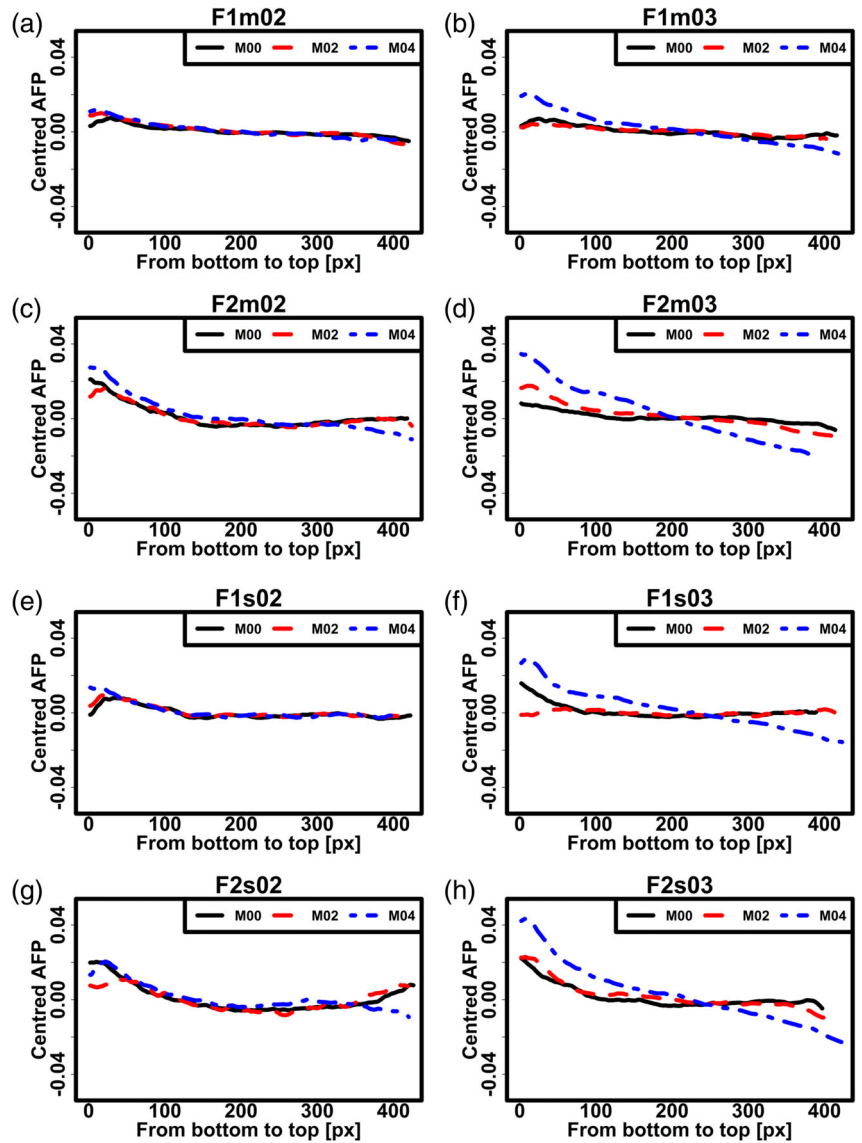 (a) F1m02
M00 M02 M04
Centred AFP
0.04
0.00
-0.04
0 100 200 300 400
From bottom to top [px]
(b) F1m03
M00 M02 M04
Centred AFP
0.04
0.00
-0.04
0 100 200 300 400
From bottom to top [px]
(c) F2m02
M00 M02 M04
Centred AFP
0.04
0.00
-0.04
0 100 200 300 400
From bottom to top [px]
(d) F2m03
M00 M02 M04
Centred AFP
0.04
0.00
-0.04
0 100 200 300 400
From bottom to top [px]
(e) F1s02
M00 M02 M04
Centred AFP
0.04
0.00
-0.04
0 100 200 300 400
From bottom to top [px]
(f) F1s03
M00 M02 M04
Centred AFP
0.04
0.00
-0.04
0 100 200 300 400
From bottom to top [px]
(g) F2s02
M00 M02 M04
Centred AFP
0.04
0.00
-0.04
0 100 200 300 400
From bottom to top [px]
(h) F2s03
M00 M02 M04
Centred AFP
0.04
0.00
-0.04
0 100 200 300 400
From bottom to top [px]